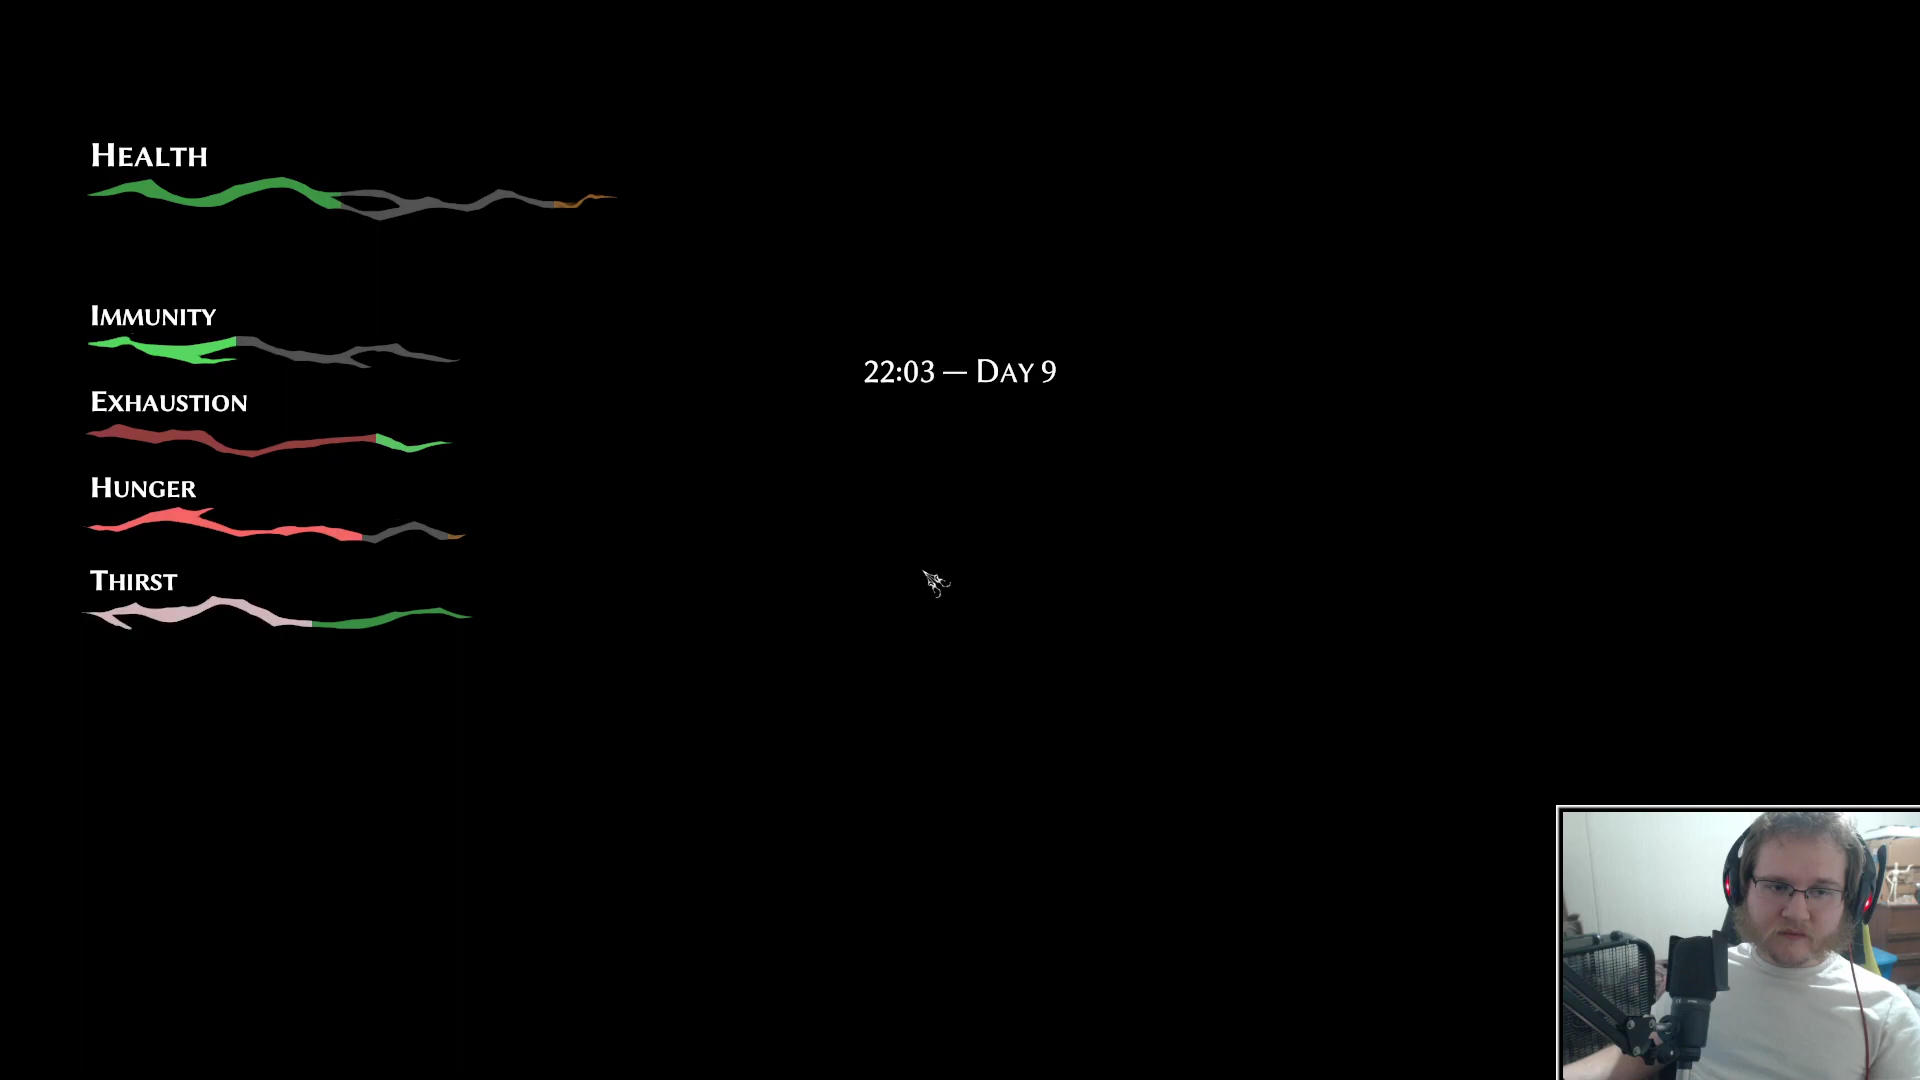 HEALTH
IMMUNITY
22:03 — DAY 9
EXHAUSTION
HUNGER
THIRST